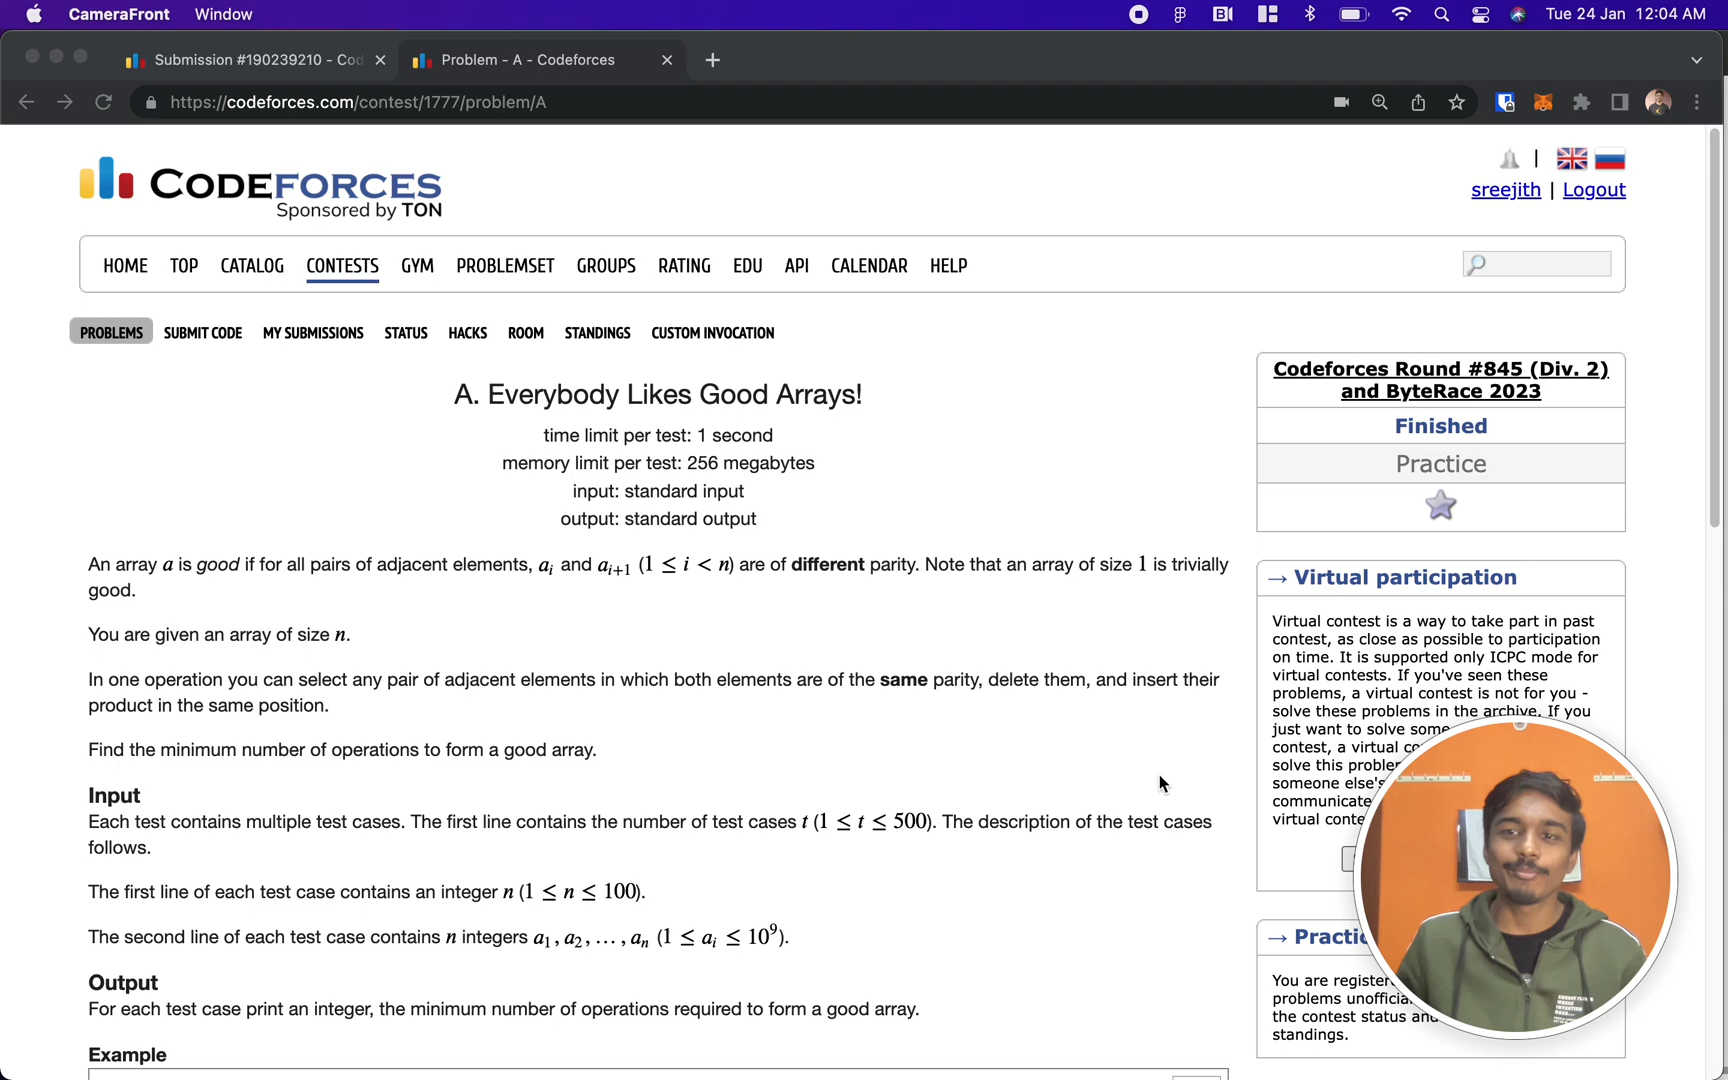 CameraFront Window Tue 24 Jan 12:04 AM
Submission #190239210 - Cod Problem - A - Codeforces
https://codeforces.com/contest/1777/problem/A
CODEFORCES
Sponsored by TON
sreejith | Logout
HOME TOP CATALOG CONTESTS GYM PROBLEMSET GROUPS RATING EDU API CALENDAR HELP
PROBLEMS SUBMIT CODE MY SUBMISSIONS STATUS HACKS ROOM STANDINGS CUSTOM INVOCATION
A. Everybody Likes Good Arrays!
time limit per test: 1 second
memory limit per test: 256 megabytes
input: standard input
output: standard output
An array a is good if for all pairs of adjacent elements, aᵢ and aᵢ₊₁ (1 ≤ i < n) are of different parity. Note that an array of size 1 is trivially
good.
You are given an array of size n.
In one operation you can select any pair of adjacent elements in which both elements are of the same parity, delete them, and insert their
product in the same position.
Find the minimum number of operations to form a good array.
Input
Each test contains multiple test cases. The first line contains the number of test cases t (1 ≤ t ≤ 500). The description of the test cases
follows.
The first line of each test case contains an integer n (1 ≤ n ≤ 100).
The second line of each test case contains n integers a₁, a₂, …, aₙ (1 ≤ aᵢ ≤ 10⁹).
Output
For each test case print an integer, the minimum number of operations required to form a good array.
Example
Codeforces Round #845 (Div. 2)
and ByteRace 2023
Finished
Practice
→ Virtual participation
Virtual contest is a way to take part in past
contest, as close as possible to participation
on time. It is supported only ICPC mode for
virtual contests. If you've seen these
problems, a virtual contest is not for you -
solve these problems in the archive. If you
just want to solve some
contest, a virtual
solve this
someone else's
communicate
virtual
→
You are
problems
the contest status
standings.